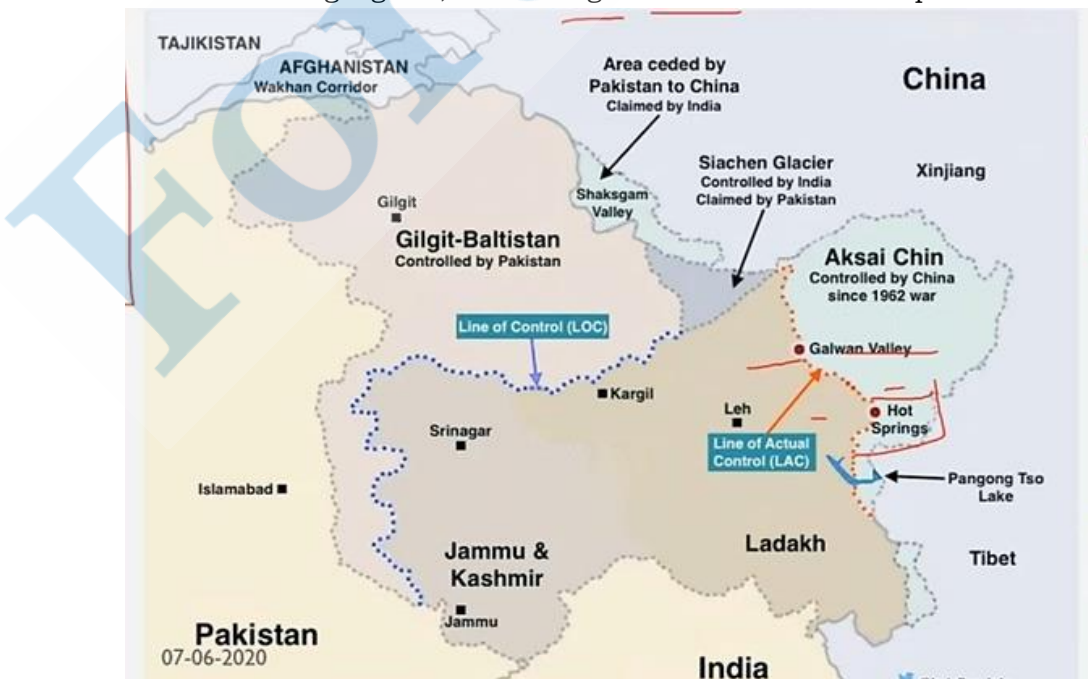 TAJIKISTAN
AFGHANISTAN
Wakhan Corridor
Area ceded by
Pakistan to China
Claimed by India
China
Siachen Glacier
Controlled by India
Claimed by Pakistan
Xinjiang
Shaksgam
Valley
Gilgit
Gilgit-Baltistan
Controlled by Pakistan
Aksai Chin
Controlled by China
since 1962 war
Line of Control (LOC)
Galwan Valley
Kargil
Leh
Hot
Springs
Srinagar
Line of Actual
Control (LAC)
Islamabad
Pangong Tso
Lake
Jammu &
Kashmir
Ladakh
Tibet
Jammu
Pakistan
07-06-2020
India
For